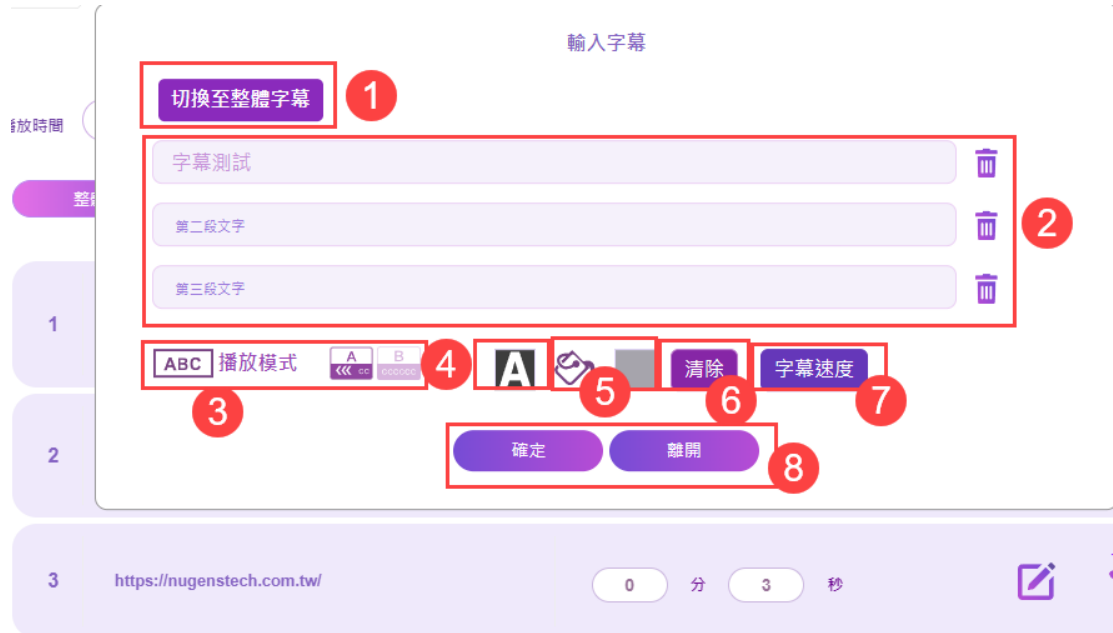 輸入字幕
切換至整體字幕
1
播放時間
字幕測試
整
第二段文字
2
第三段文字
1
ABC 播放模式
A
cc
B
cccccc
4
A
清除
字幕速度
3
5
6
7
2
確定
離開
8
3
https://nugenstech.com.tw/
0 分 3 秒